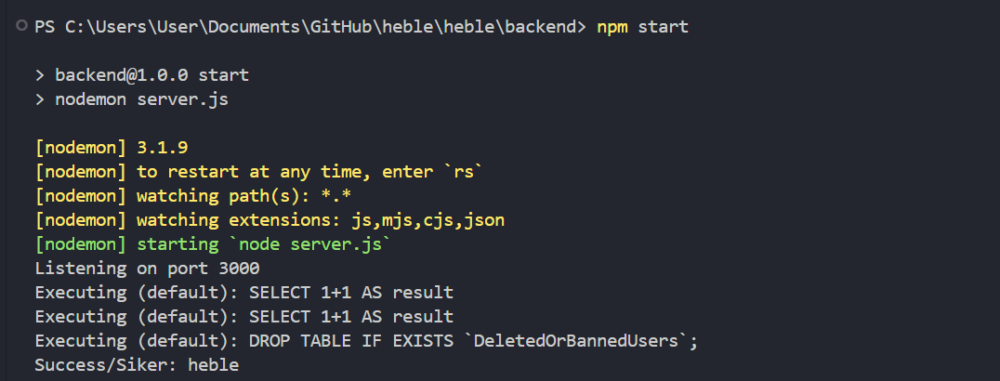 PS C:\Users\User\Documents\GitHub\heble\heble\backend> npm start
> backend@1.0.0 start
> nodemon server.js
[nodemon] 3.1.9
[nodemon] to restart at any time, enter `rs`
[nodemon] watching path(s): *.*
[nodemon] watching extensions: js,mjs,cjs,json
[nodemon] starting `node server.js`
Listening on port 3000
Executing (default): SELECT 1+1 AS result
Executing (default): SELECT 1+1 AS result
Executing (default): DROP TABLE IF EXISTS `DeletedOrBannedUsers`;
Success/Siker: heble